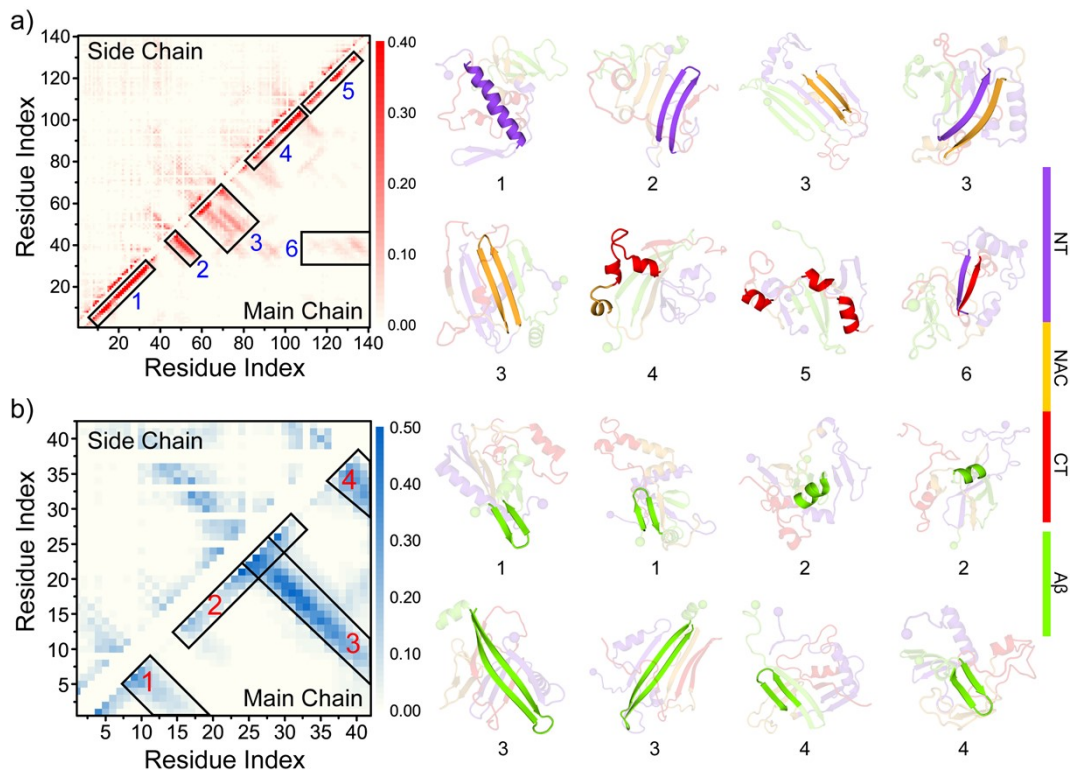 a)
140
120
100
80
60
40
20
Residue Index
Side Chain
Main Chain
1
2
3
4
5
6
20 40 60 80 100 120 140
Residue Index
0.40
0.30
0.20
0.10
0.00
1 2 3 3
3 4 5 6
b)
40
35
30
25
20
15
10
5
Residue Index
Side Chain
Main Chain
1
2
3
4
5 10 15 20 25 30 35 40
Residue Index
0.50
0.40
0.30
0.20
0.10
0.00
1 1 2 2
3 3 4 4
NT
NAC
CT
Aβ